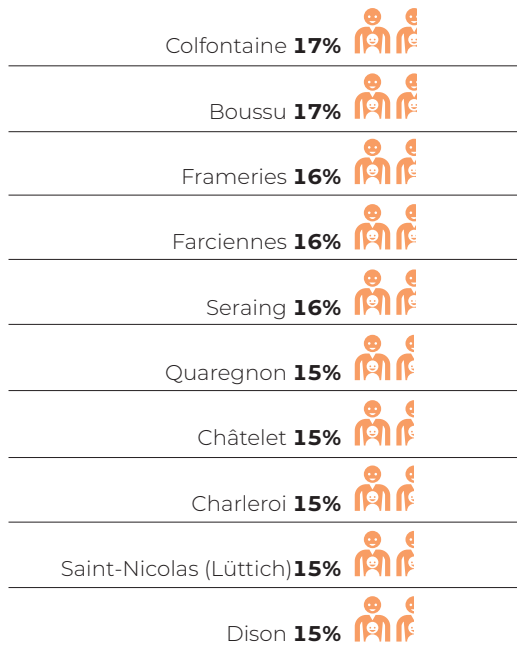 Colfontaine 17%
Boussu 17%
Frameries 16%
Farciennes 16%
Seraing 16%
Quaregnon 15%
Châtelet 15%
Charleroi 15%
Saint-Nicolas (Lüttich)15%
Dison 15%